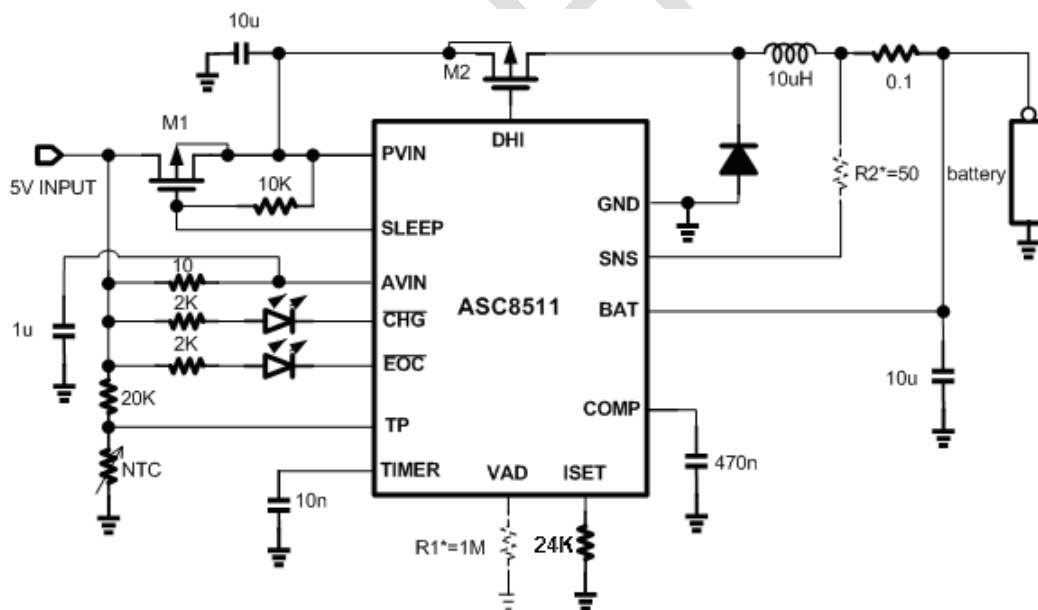 10u
M2
10uH
0.1
M1
DHI
PVIN
5V INPUT
10K
R2*=50
battery
GND
SLEEP
SNS
10
AVIN
ASC8511
2K
CHG
BAT
1u
2K
EOC
10u
20K
COMP
TP
NTC
TIMER
VAD
ISET
470n
10n
R1*=1M
24K